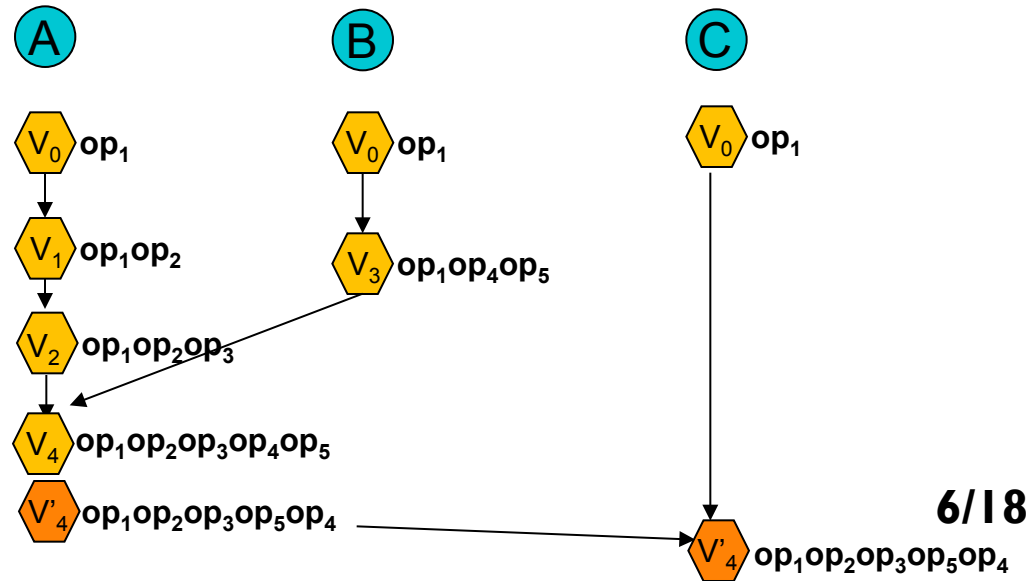 A B C
V₀ op₁ V₀ op₁ V₀ op₁
V₁ op₁op₂ V₃ op₁op₄op₅
V₂ op₁op₂op₃
V₄ op₁op₂op₃op₄op₅
V'₄ op₁op₂op₃op₅op₄
6/18
V'₄ op₁op₂op₃op₅op₄